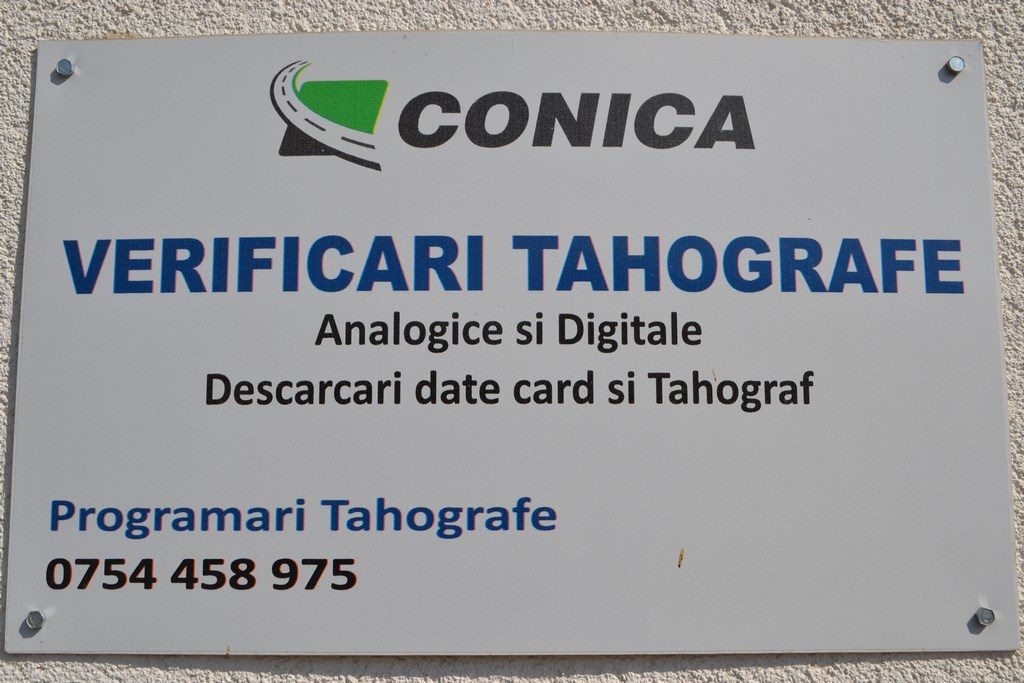 CONICA
VERIFICARI TAHOGRAFE
Analogice si Digitale
Descarcari date card si Tahograf
Programari Tahografe
0754 458 975